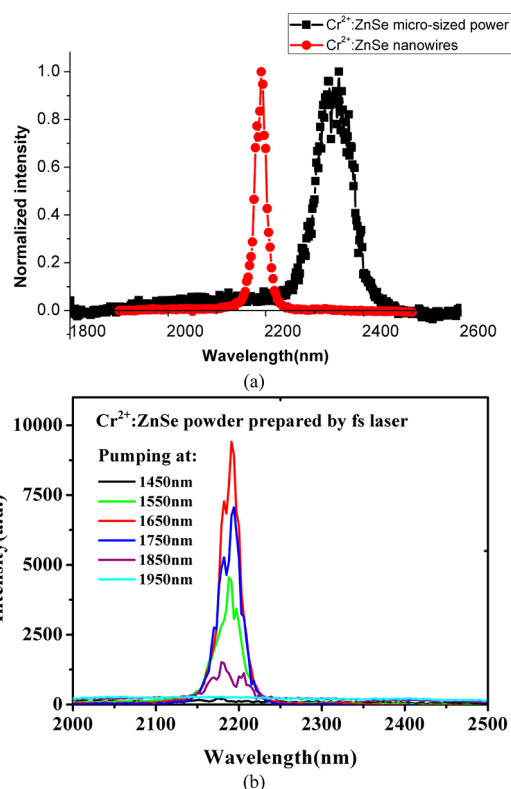 Cr²⁺:ZnSe micro-sized power
Cr²⁺:ZnSe nanowires
Normalized intensity
1.0
0.8
0.6
0.4
0.2
0.0
1800 2000 2200 2400 2600
Wavelength(nm)
(a)
Cr²⁺:ZnSe powder prepared by fs laser
Pumping at:
1450nm
1550nm
1650nm
1750nm
1850nm
1950nm
10000
7500
5000
2500
0
2000 2100 2200 2300 2400 2500
Wavelength(nm)
(b)